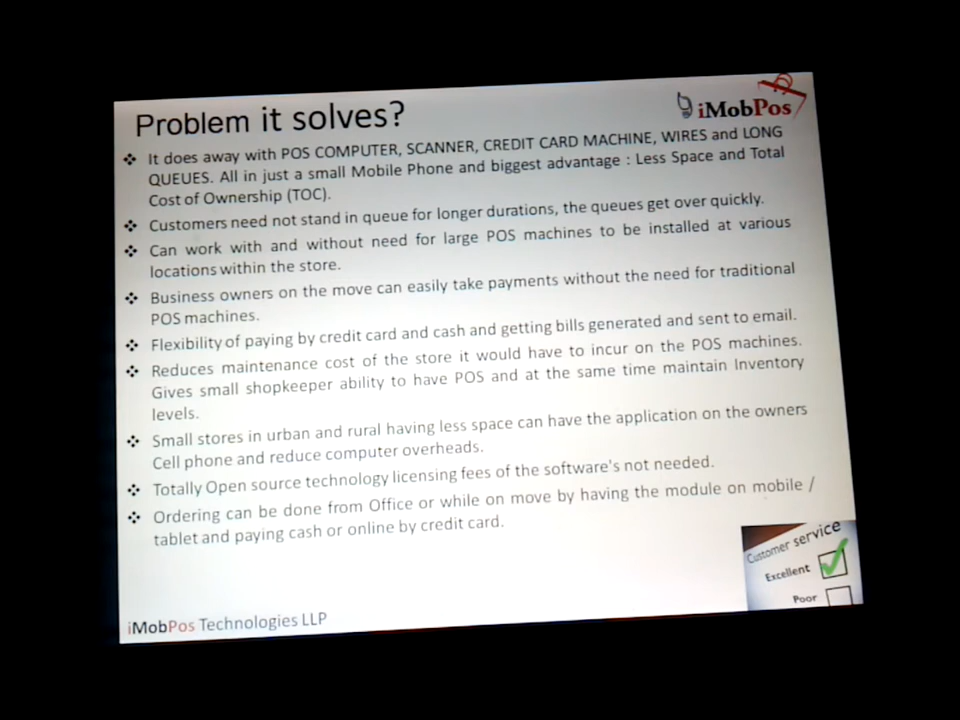 Problem it solves?
iMobPos
❖ It does away with POS COMPUTER, SCANNER, CREDIT CARD MACHINE, WIRES and LONG
QUEUES. All in just a small Mobile Phone and biggest advantage : Less Space and Total
Cost of Ownership (TOC).
❖ Customers need not stand in queue for longer durations, the queues get over quickly.
❖ Can work with and without need for large POS machines to be installed at various
locations within the store.
❖ Business owners on the move can easily take payments without the need for traditional
POS machines.
❖ Flexibility of paying by credit card and cash and getting bills generated and sent to email.
❖ Reduces maintenance cost of the store it would have to incur on the POS machines.
Gives small shopkeeper ability to have POS and at the same time maintain Inventory
levels.
❖ Small stores in urban and rural having less space can have the application on the owners
Cell phone and reduce computer overheads.
❖ Totally Open source technology licensing fees of the software's not needed.
❖ Ordering can be done from Office or while on move by having the module on mobile /
tablet and paying cash or online by credit card.
Customer service
Excellent
Poor
iMobPos Technologies LLP